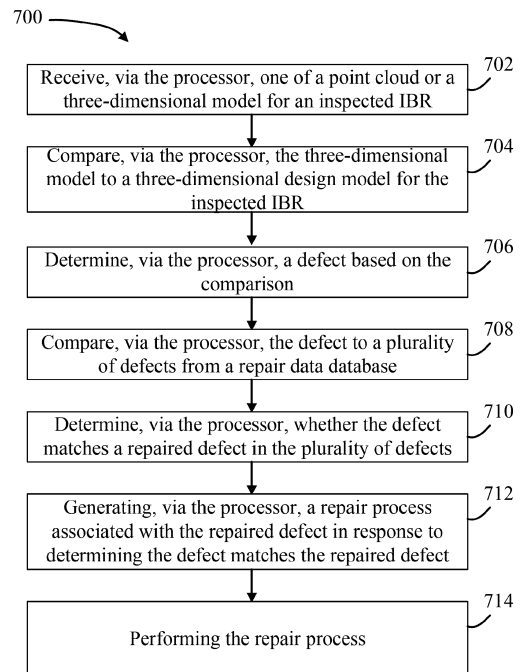 700
702
Receive, via the processor, one of a point cloud or a
three-dimensional model for an inspected IBR
704
Compare, via the processor, the three-dimensional
model to a three-dimensional design model for the
inspected IBR
706
Determine, via the processor, a defect based on the
comparison
708
Compare, via the processor, the defect to a plurality
of defects from a repair data database
710
Determine, via the processor, whether the defect
matches a repaired defect in the plurality of defects
712
Generating, via the processor, a repair process
associated with the repaired defect in response to
determining the defect matches the repaired defect
714
Performing the repair process